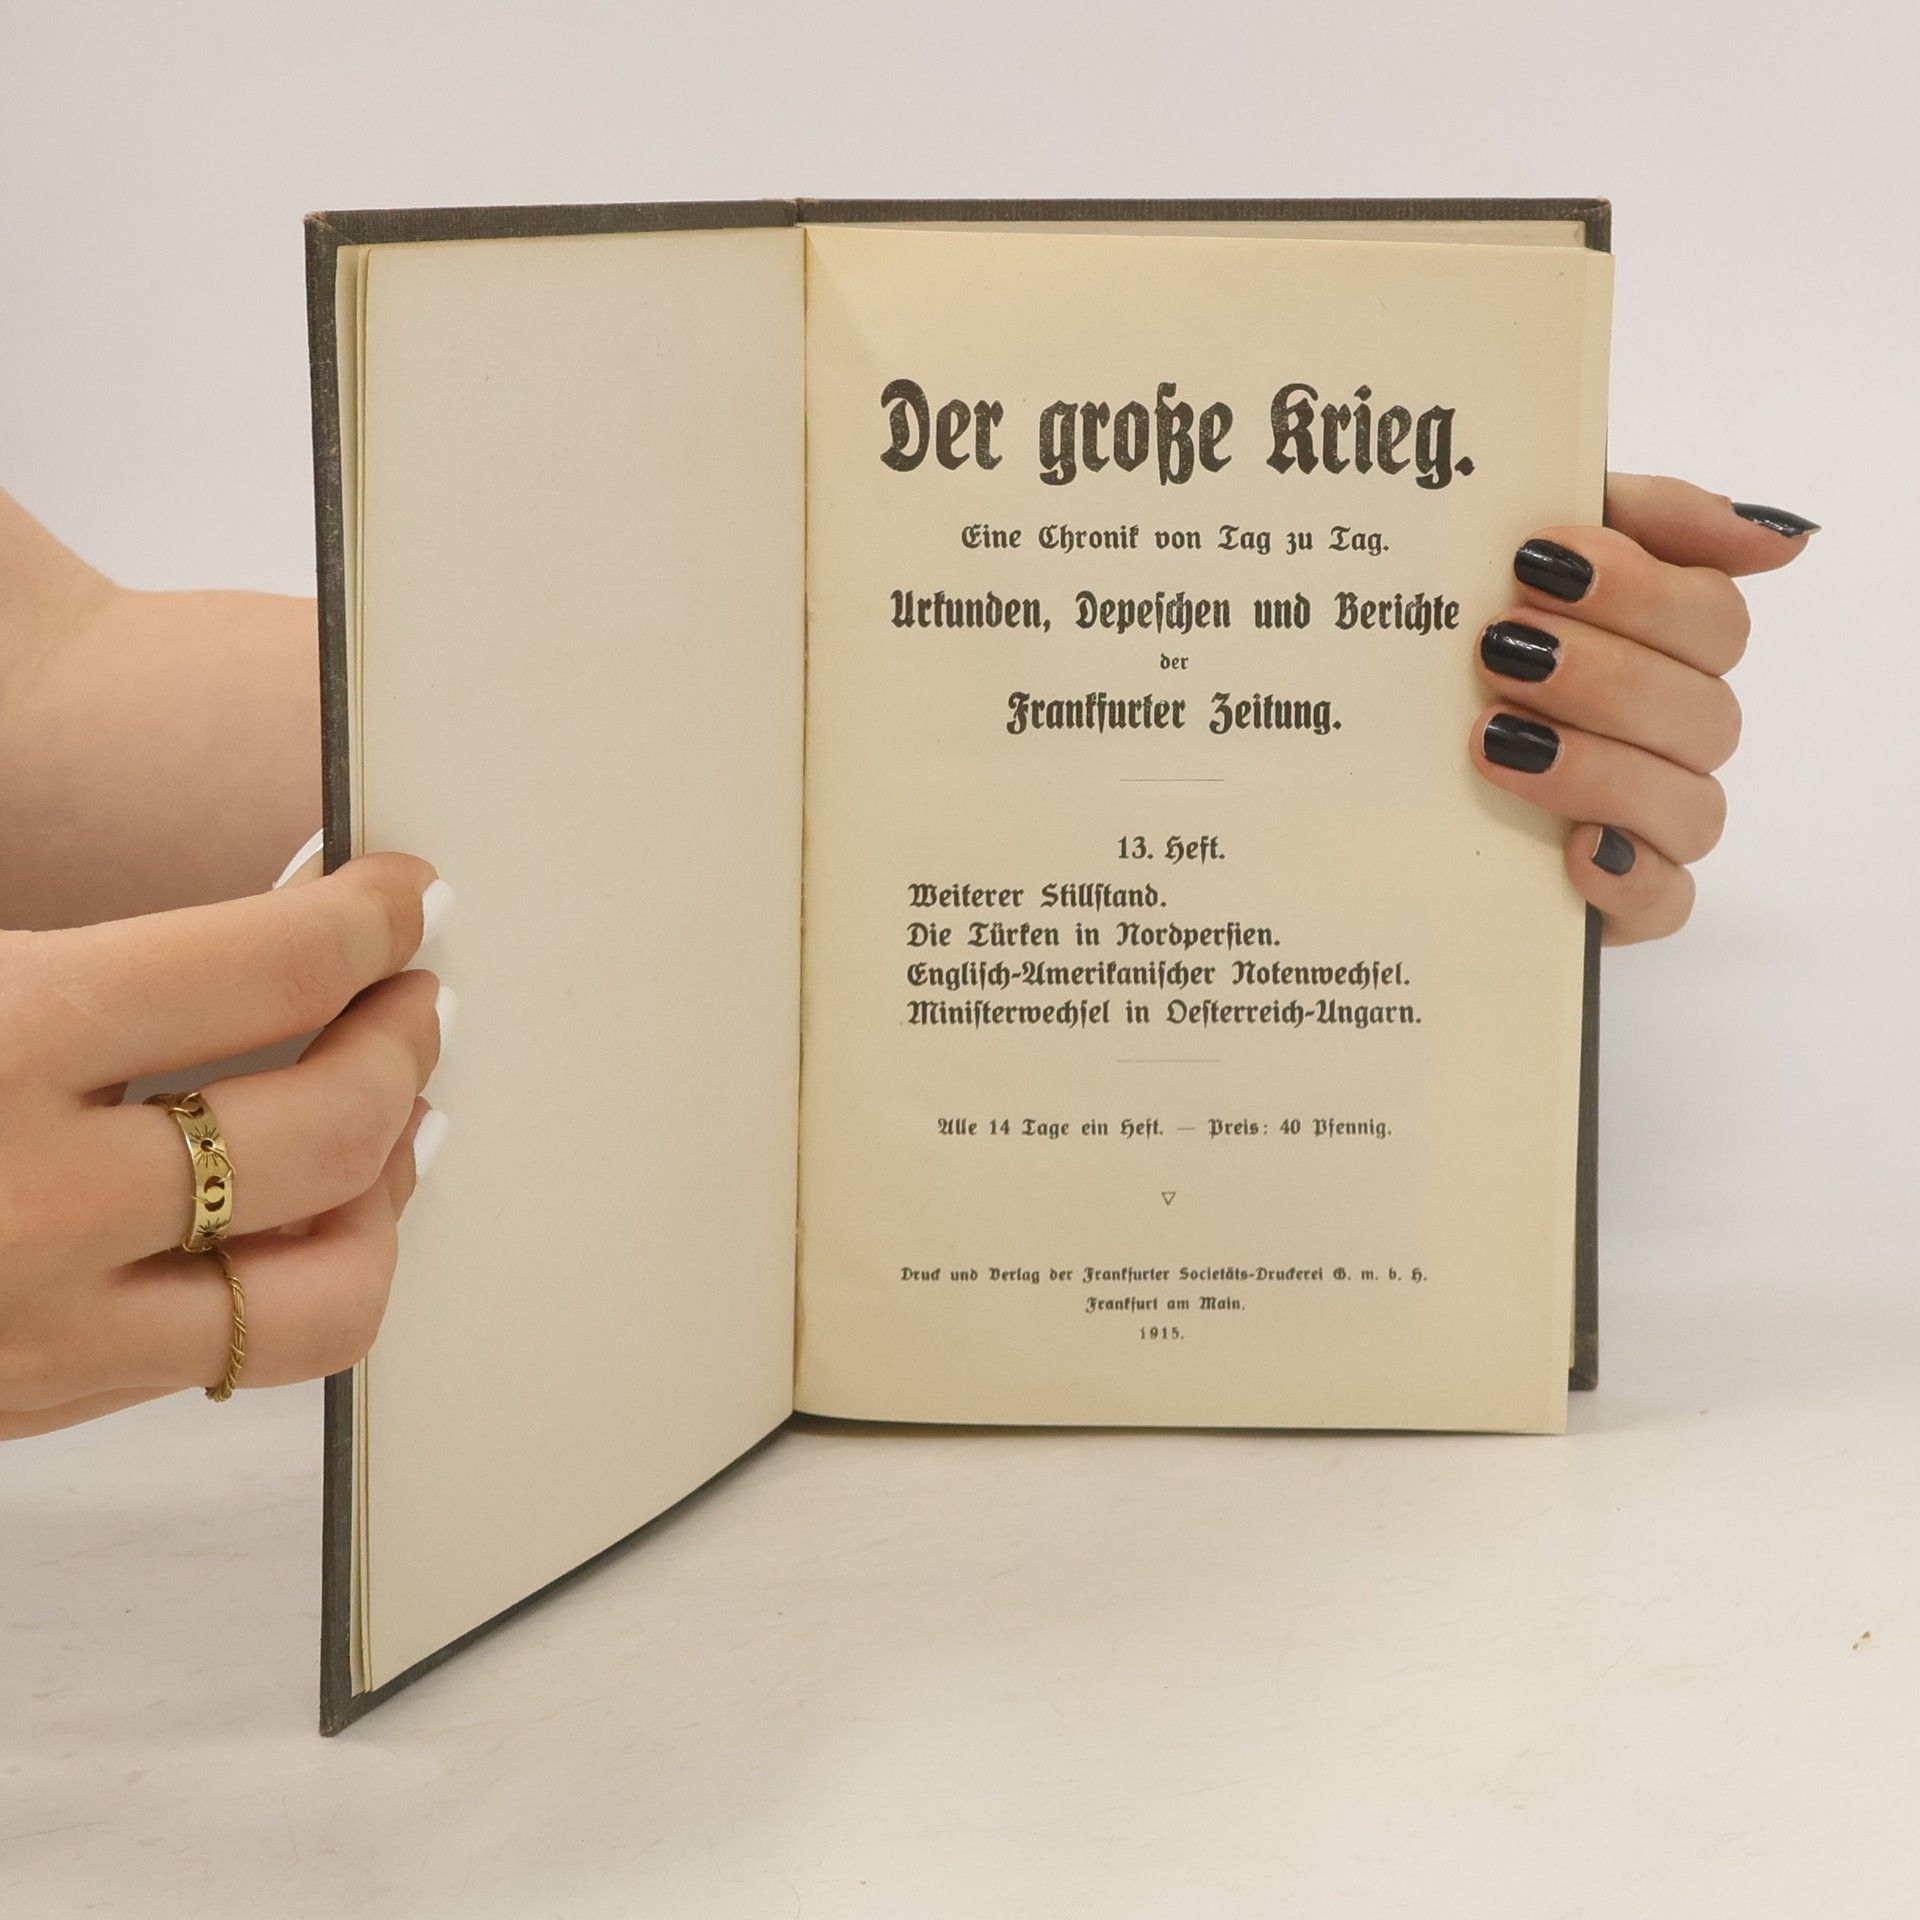 Der große Krieg.
Eine Chronik von Tag zu Tag.
Urkunden, Depeschen und Berichte
der
Frankfurter Zeitung.
13. Heft.
Weiterer Stillstand.
Die Türken in Nordpersien.
Englisch-Amerikanischer Notenwechsel.
Ministerwechsel in Oesterreich-Ungarn.
Alle 14 Tage ein Heft. — Preis: 40 Pfennig.
Druck und Verlag der Frankfurter Societäts-Druckerei G. m. b. H.
Frankfurt am Main.
1915.